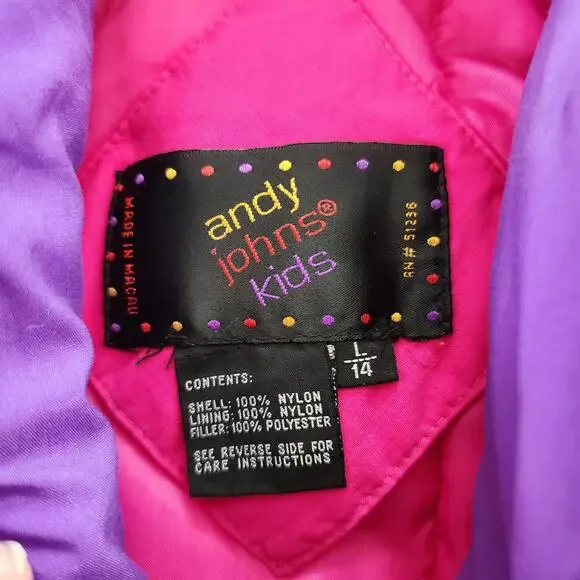 andy
johns®
kids
MADE IN MACAU
RN# 51236
L
14
CONTENTS:
SHELL: 100% NYLON
LINING: 100% NYLON
FILLER: 100% POLYESTER
SEE REVERSE SIDE FOR
CARE INSTRUCTIONS